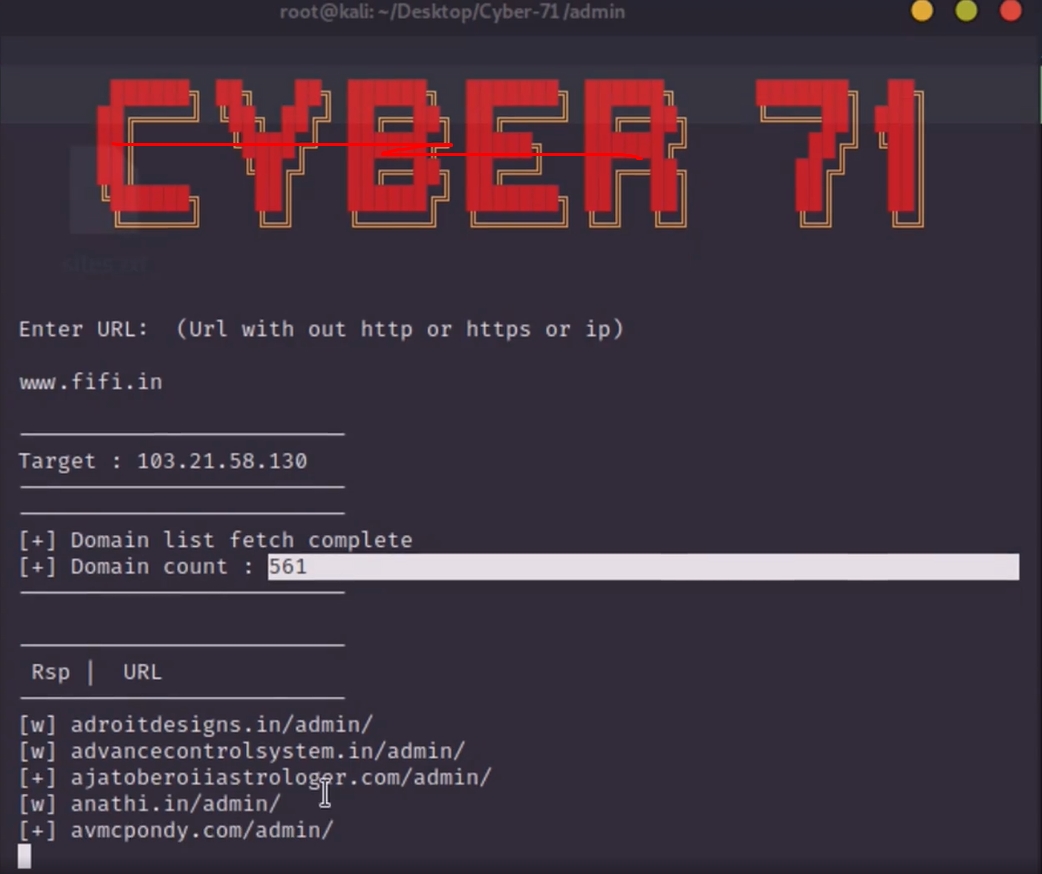 root@kali: ~/Desktop/Cyber-71/admin
CYBER 71
Enter URL:  (Url with out http or https or ip)
www.fifi.in
Target : 103.21.58.130
[+] Domain list fetch complete
[+] Domain count : 561
Rsp |  URL
[w] adroitdesigns.in/admin/
[w] advancecontrolsystem.in/admin/
[+] ajatoberoiiastrologer.com/admin/
[w] anathi.in/admin/
[+] avmcpondy.com/admin/